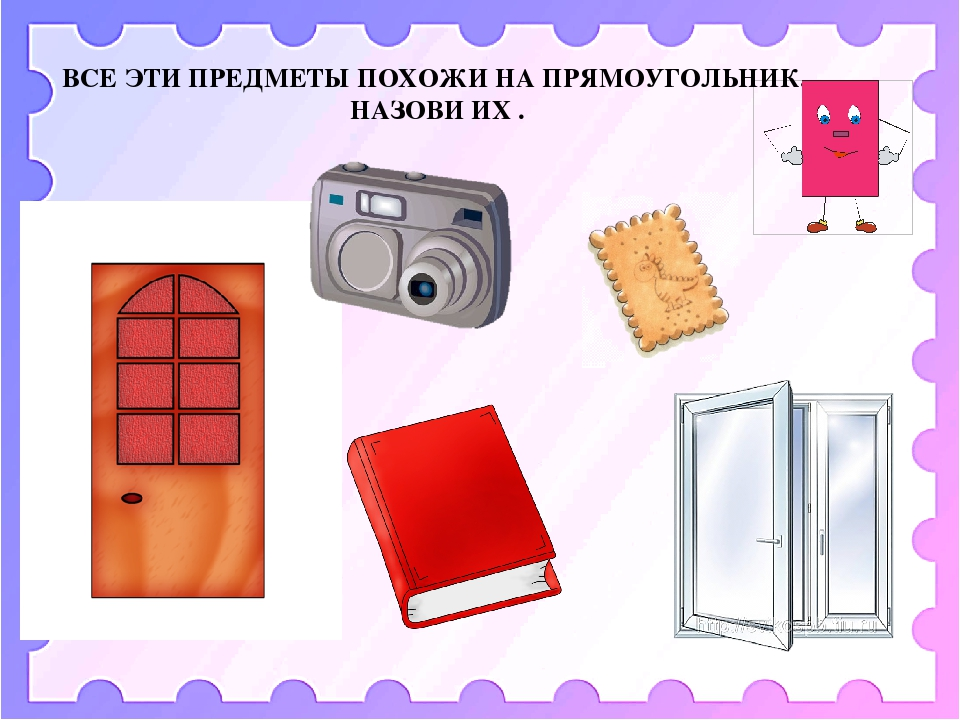 ВСЕ ЭТИ ПРЕДМЕТЫ ПОХОЖИ НА ПРЯМОУГОЛЬНИК.
НАЗОВИ ИХ .